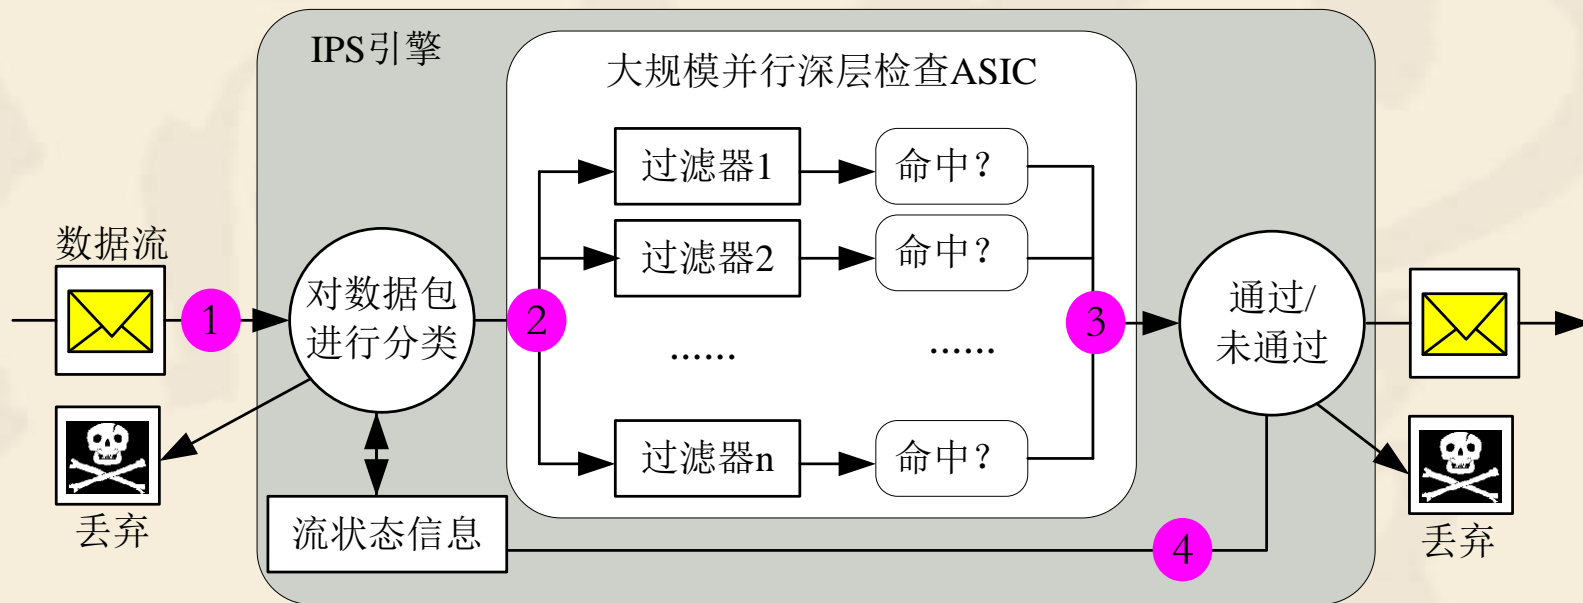 IPS引擎
大规模并行深层检查ASIC
过滤器1
命中?
数据流
过滤器2
命中?
1
对数据包
进行分类
2
......
......
3
通过/
未通过
过滤器n
命中?
丢弃
流状态信息
4
丢弃